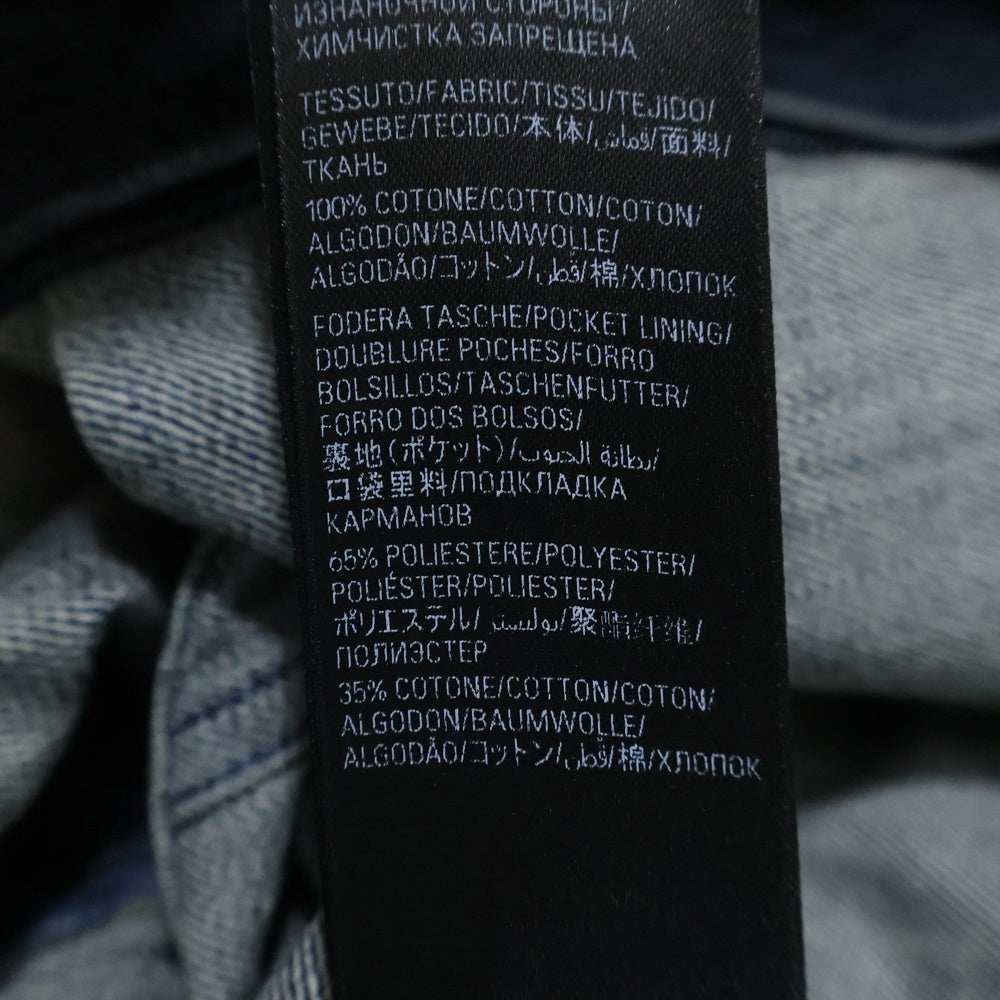 ИЗНАНОЧНОЙ СТОРОНЫ/
ХИМЧИСТКА ЗАПРЕЩЕНА
TESSUTO/FABRIC/TISSU/TEJIDO/
GEWEBE/TECIDO/本体/قماش/面料/
ТКАНЬ
100% COTONE/COTTON/COTON/
ALGODON/BAUMWOLLE/
ALGODÃO/コットン/قطن/棉/ХЛОПОК
FODERA TASCHE/POCKET LINING/
DOUBLURE POCHES/FORRO
BOLSILLOS/TASCHENFUTTER/
FORRO DOS BOLSOS/
裏地(ポケット)/بطانة الجيوب/
口袋里料/ПОДКЛАДКА
КАРМАНОВ
65% POLIESTERE/POLYESTER/
POLIÉSTER/POLIESTER/
ポリエステル/بوليستر/聚酯纤维/
ПОЛИЭСТЕР
35% COTONE/COTTON/COTON/
ALGODON/BAUMWOLLE/
ALGODÃO/コットン/قطن/棉/ХЛОПОК